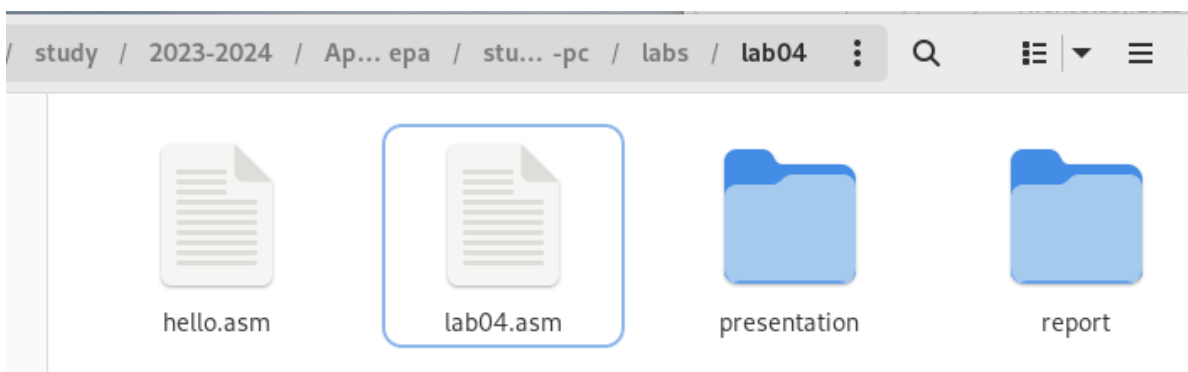 / study / 2023-2024 / Ap... epa / stu... -pc / labs / lab04
hello.asm lab04.asm presentation report